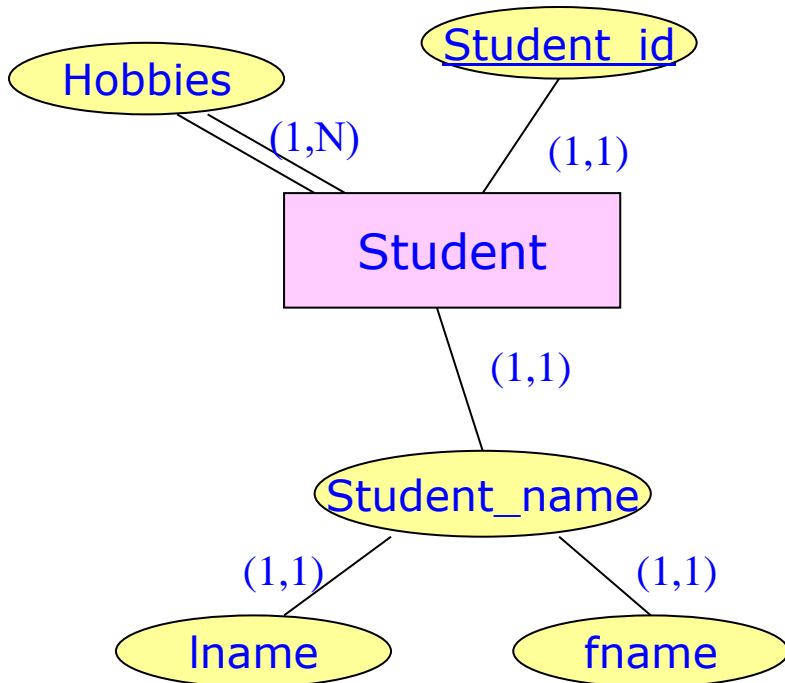 Student_id
Hobbies
(1,N)
(1,1)
Student
(1,1)
Student_name
(1,1)
(1,1)
lname
fname